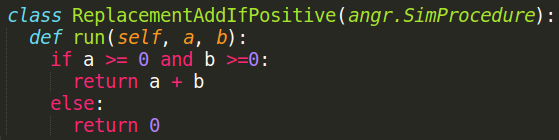 class ReplacementAddIfPositive(angr.SimProcedure):
  def run(self, a, b):
    if a >= 0 and b >=0:
      return a + b
    else:
      return 0